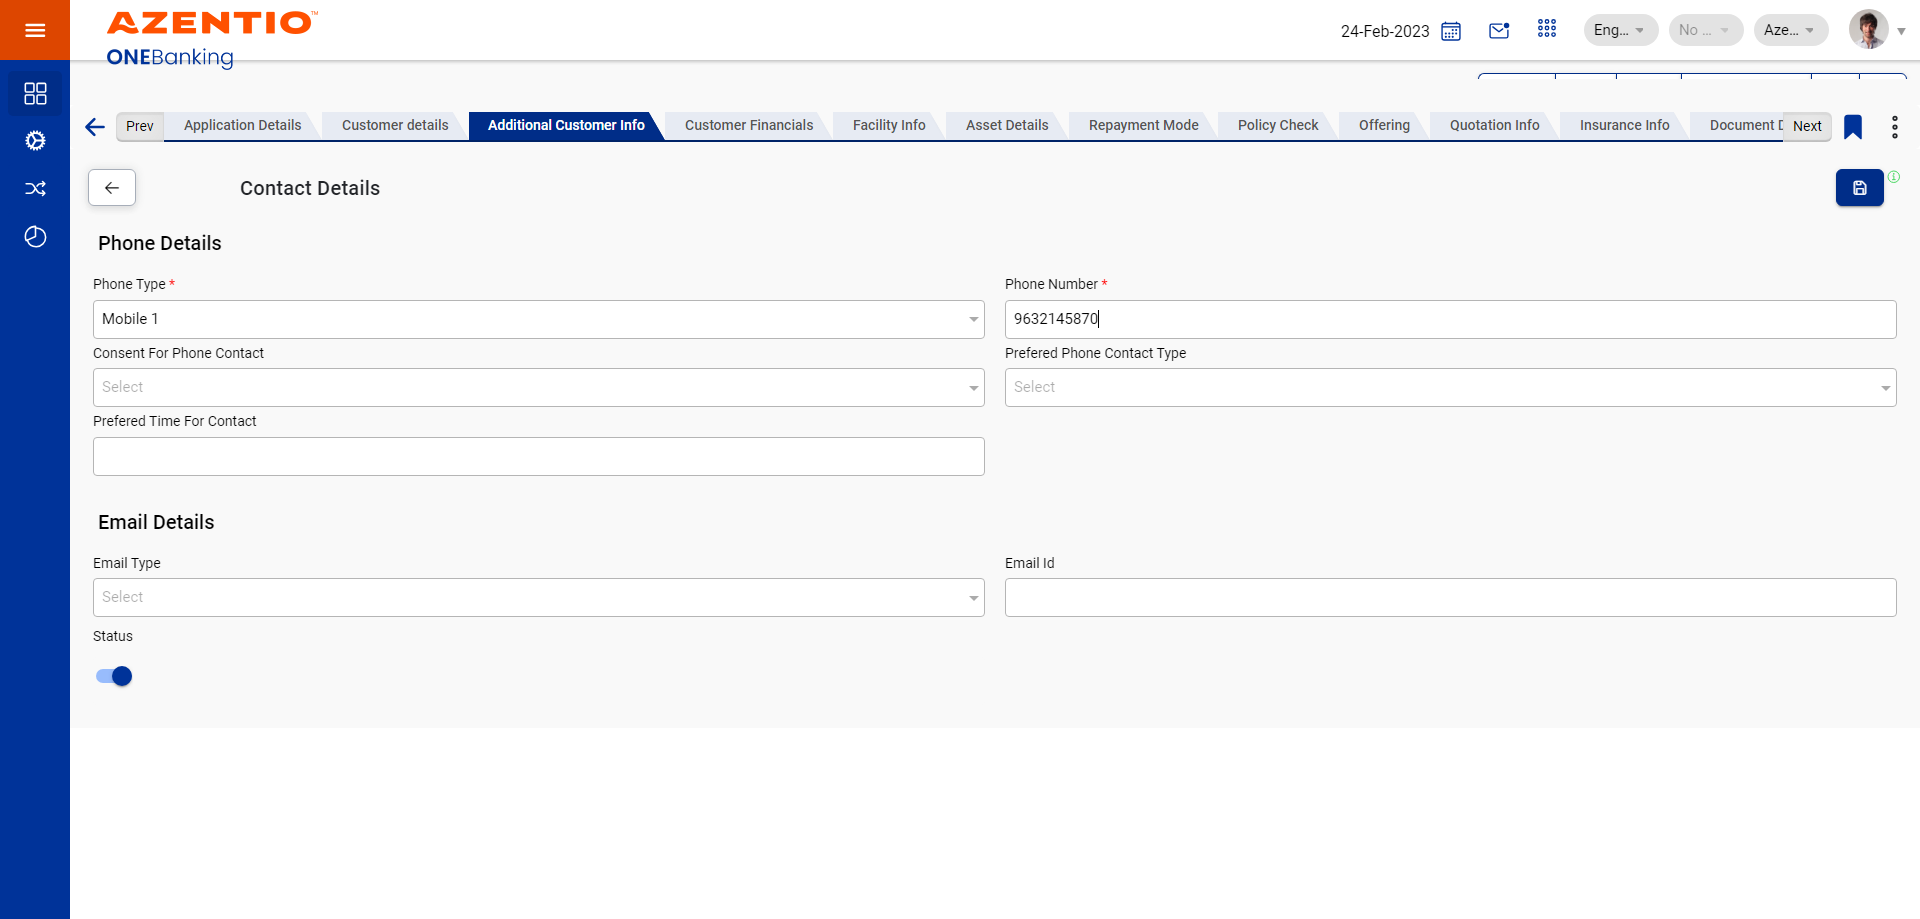 AZENTIO™
ONEBanking
24-Feb-2023
Eng...
No ...
Aze...
Prev
Application Details
Customer details
Additional Customer Info
Customer Financials
Facility Info
Asset Details
Repayment Mode
Policy Check
Offering
Quotation Info
Insurance Info
Document D
Next
Contact Details
Phone Details
Phone Type *
Phone Number *
Mobile 1
9632145870
Consent For Phone Contact
Prefered Phone Contact Type
Select
Select
Prefered Time For Contact
Email Details
Email Type
Email Id
Select
Status